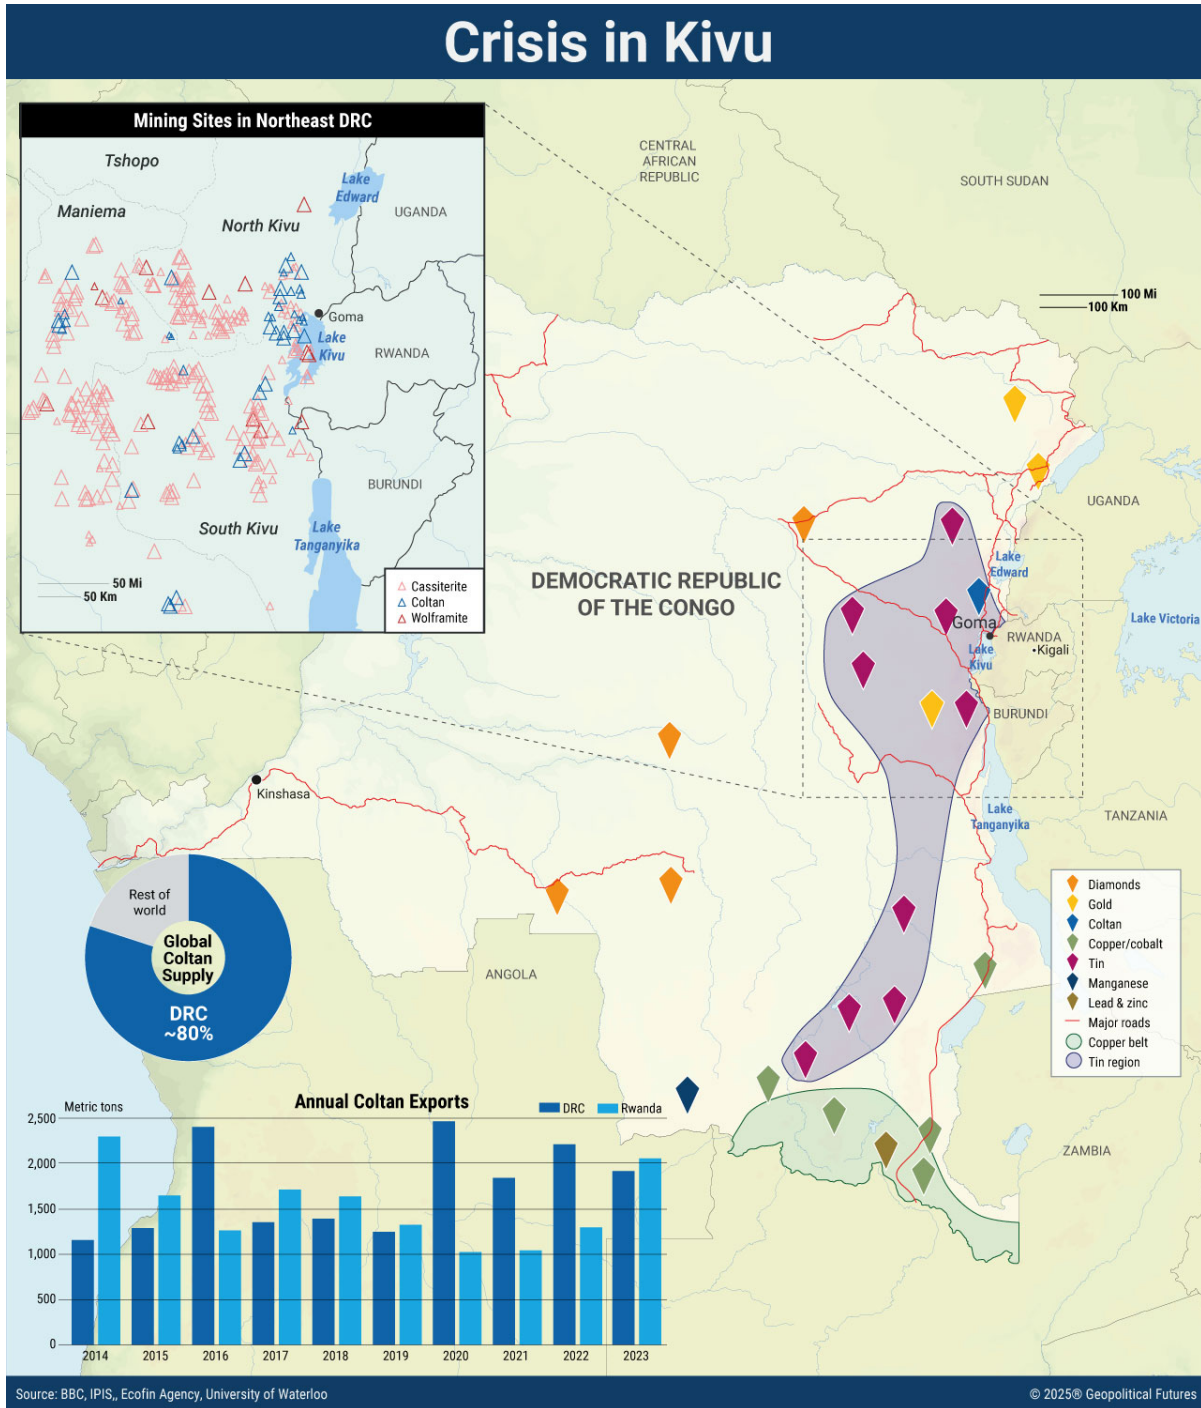 Crisis in Kivu
Mining Sites in Northeast DRC
Tshopo
Maniema
North Kivu
Lake
Edward
UGANDA
Goma
Lake
Kivu
RWANDA
BURUNDI
South Kivu
Lake
Tanganyika
50 Mi
50 Km
Cassiterite
Coltan
Wolframite
CENTRAL
AFRICAN
REPUBLIC
SOUTH SUDAN
100 Mi
100 Km
UGANDA
DEMOCRATIC REPUBLIC
OF THE CONGO
Lake
Edward
Goma
Lake
Kivu
RWANDA
Kigali
Lake Victoria
BURUNDI
Kinshasa
Lake
Tanganyika
TANZANIA
ANGOLA
ZAMBIA
Diamonds
Gold
Coltan
Copper/cobalt
Tin
Manganese
Lead & zinc
Major roads
Copper belt
Tin region
Rest of
world
Global
Coltan
Supply
DRC
~80%
Annual Coltan Exports
Metric tons
DRC
Rwanda
2,500
2,000
1,500
1,000
500
0
2014 2015 2016 2017 2018 2019 2020 2021 2022 2023
Source: BBC, IPIS,, Ecofin Agency, University of Waterloo
© 2025® Geopolitical Futures